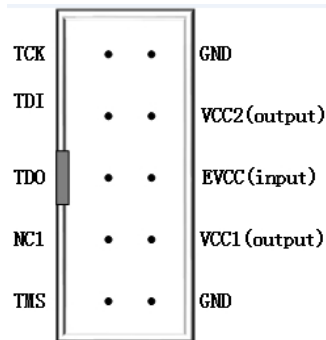 TCK GND
TDI VCC2(output)
TDO EVCC(input)
NC1 VCC1(output)
TMS GND